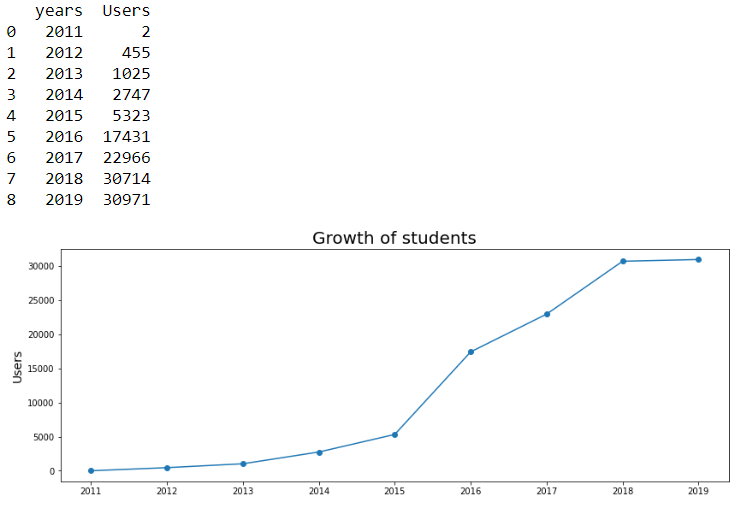 years Users
0 2011 2
1 2012 455
2 2013 1025
3 2014 2747
4 2015 5323
5 2016 17431
6 2017 22966
7 2018 30714
8 2019 30971
Growth of students
30000
25000
20000
15000
10000
5000
0
Users
2011 2012 2013 2014 2015 2016 2017 2018 2019